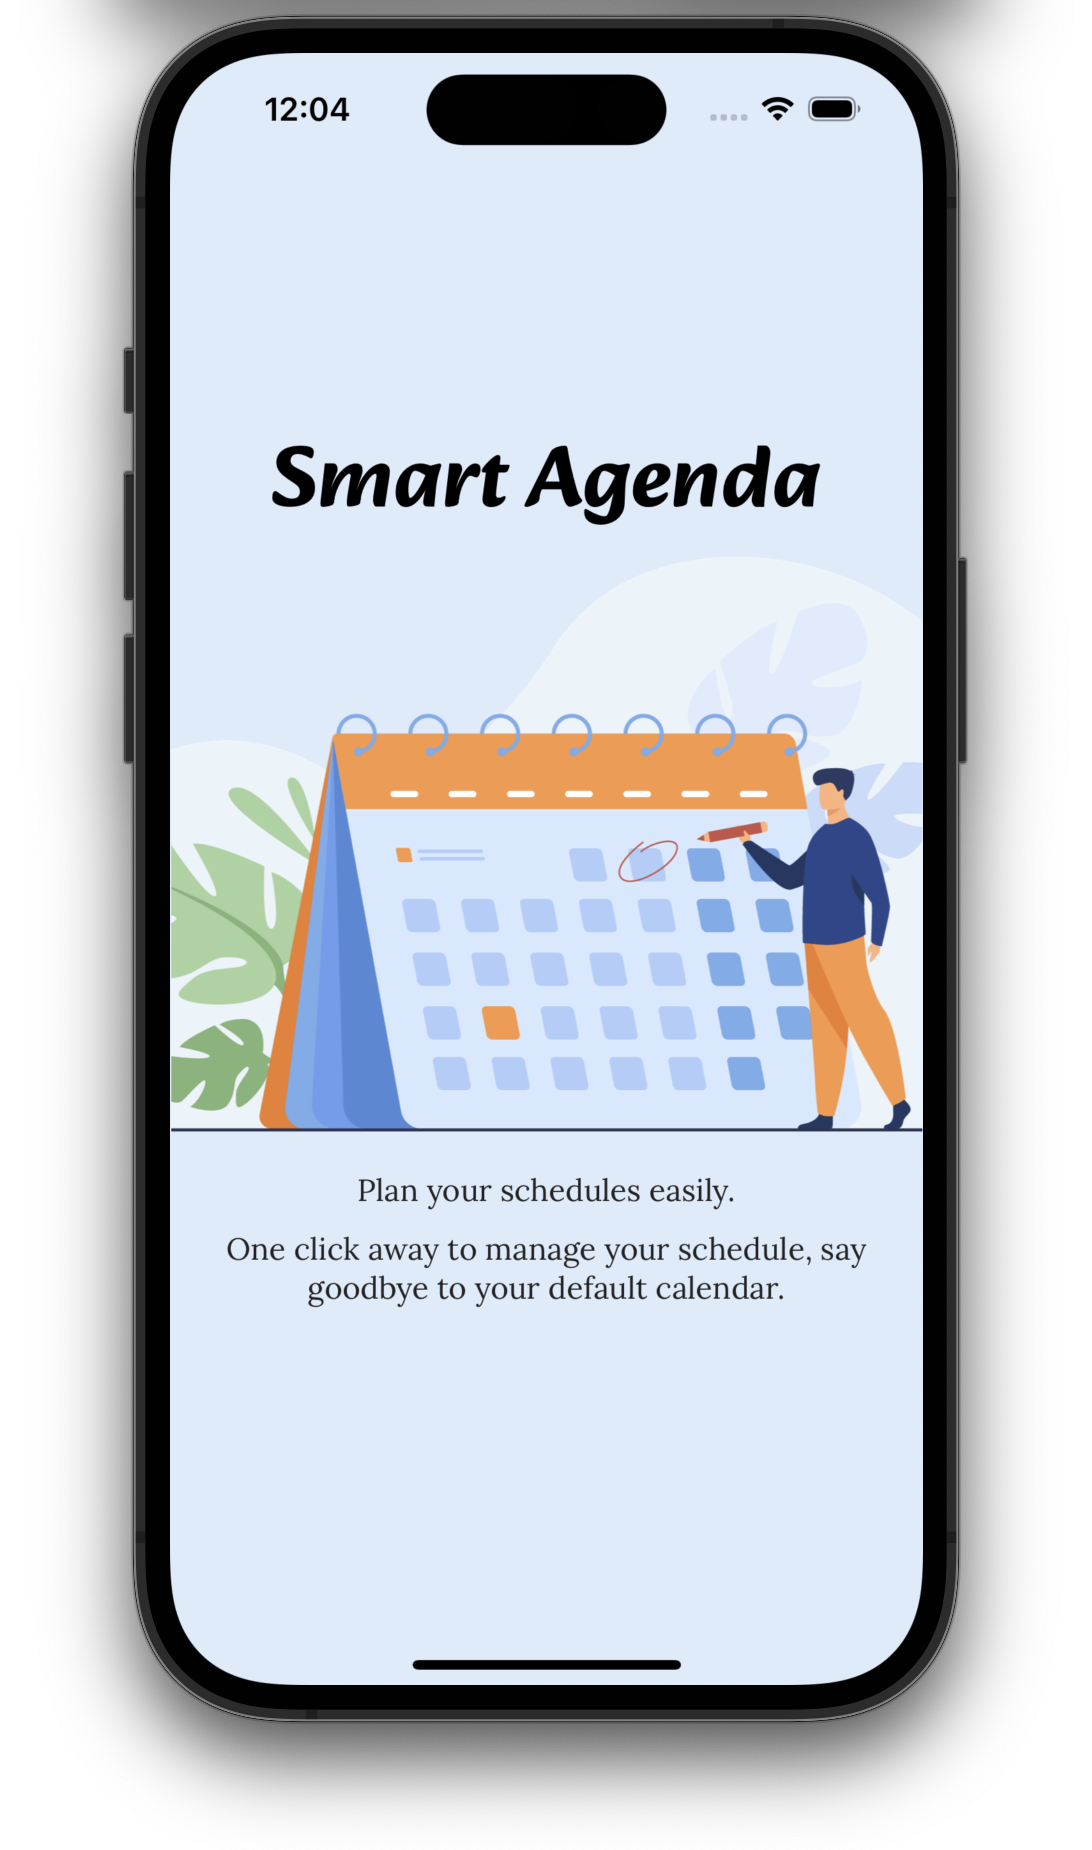 12:04
Smart Agenda
Plan your schedules easily.
One click away to manage your schedule, say
goodbye to your default calendar.